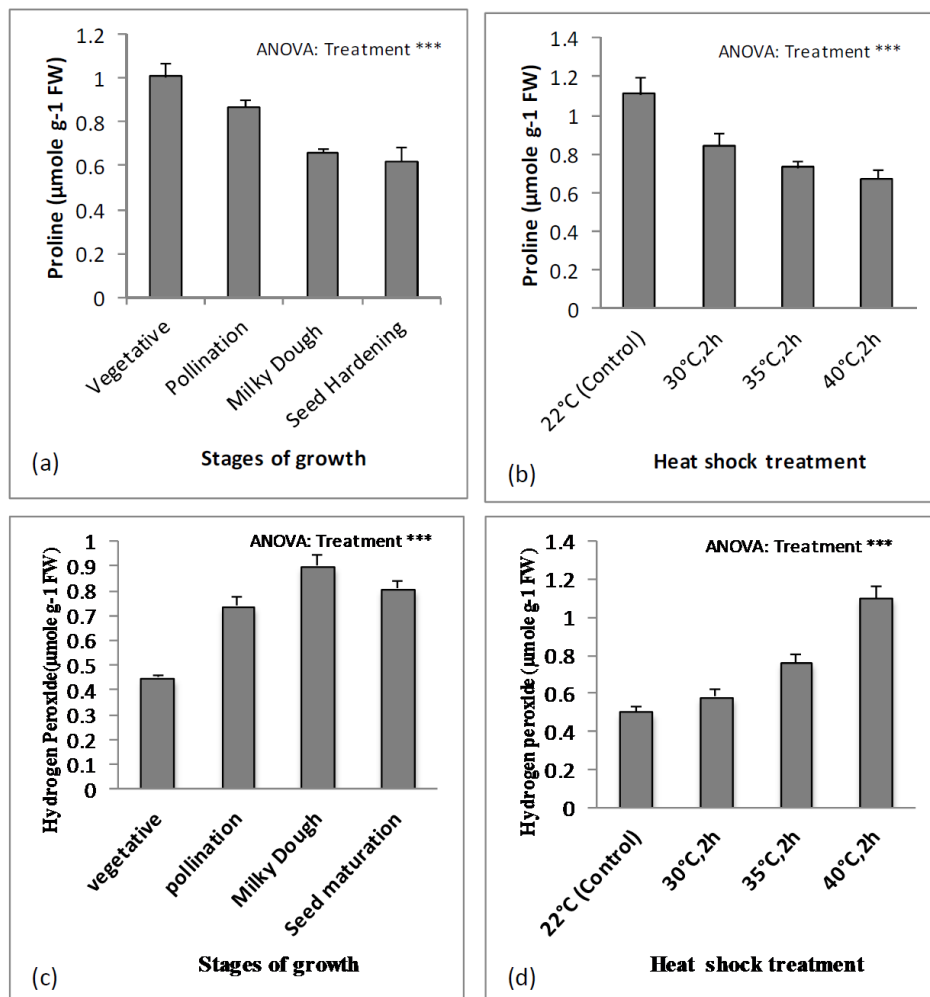 ANOVA: Treatment ***
Proline (µmole g-1 FW)
1.2
1
0.8
0.6
0.4
0.2
0
Vegetative
Pollination
Milky Dough
Seed Hardening
(a)
Stages of growth
ANOVA: Treatment ***
Proline (µmole g-1 FW)
1.4
1.2
1
0.8
0.6
0.4
0.2
0
22°C (Control)
30°C,2h
35°C,2h
40°C,2h
(b)
Heat shock treatment
ANOVA: Treatment ***
Hydrogen Peroxide(µmole g-1 FW)
1
0.9
0.8
0.7
0.6
0.5
0.4
0.3
0.2
0.1
0
vegetative
pollination
Milky Dough
Seed maturation
(c)
Stages of growth
ANOVA: Treatment ***
Hydrogen peroxide (µmole g-1 FW)
1.4
1.2
1
0.8
0.6
0.4
0.2
0
22°C (Control)
30°C,2h
35°C,2h
40°C,2h
(d)
Heat shock treatment